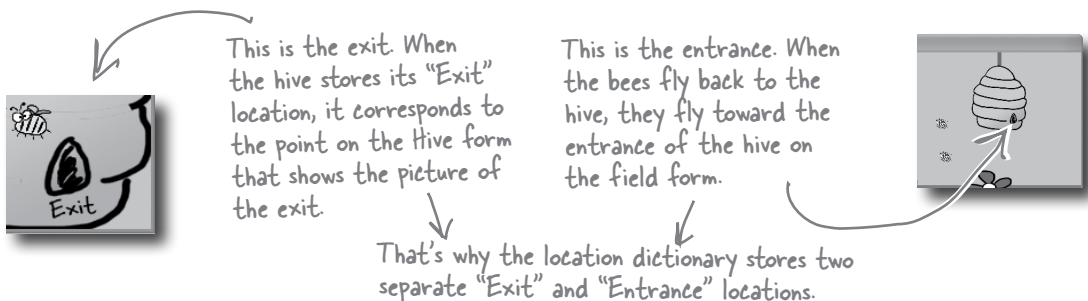 This is the exit. When
the hive stores its “Exit”
location, it corresponds to
the point on the Hive form
that shows the picture of
the exit.
This is the entrance. When
the bees fly back to the
hive, they fly toward the
entrance of the hive on
the field form.
Exit
That’s why the location dictionary stores two
separate “Exit” and “Entrance” locations.